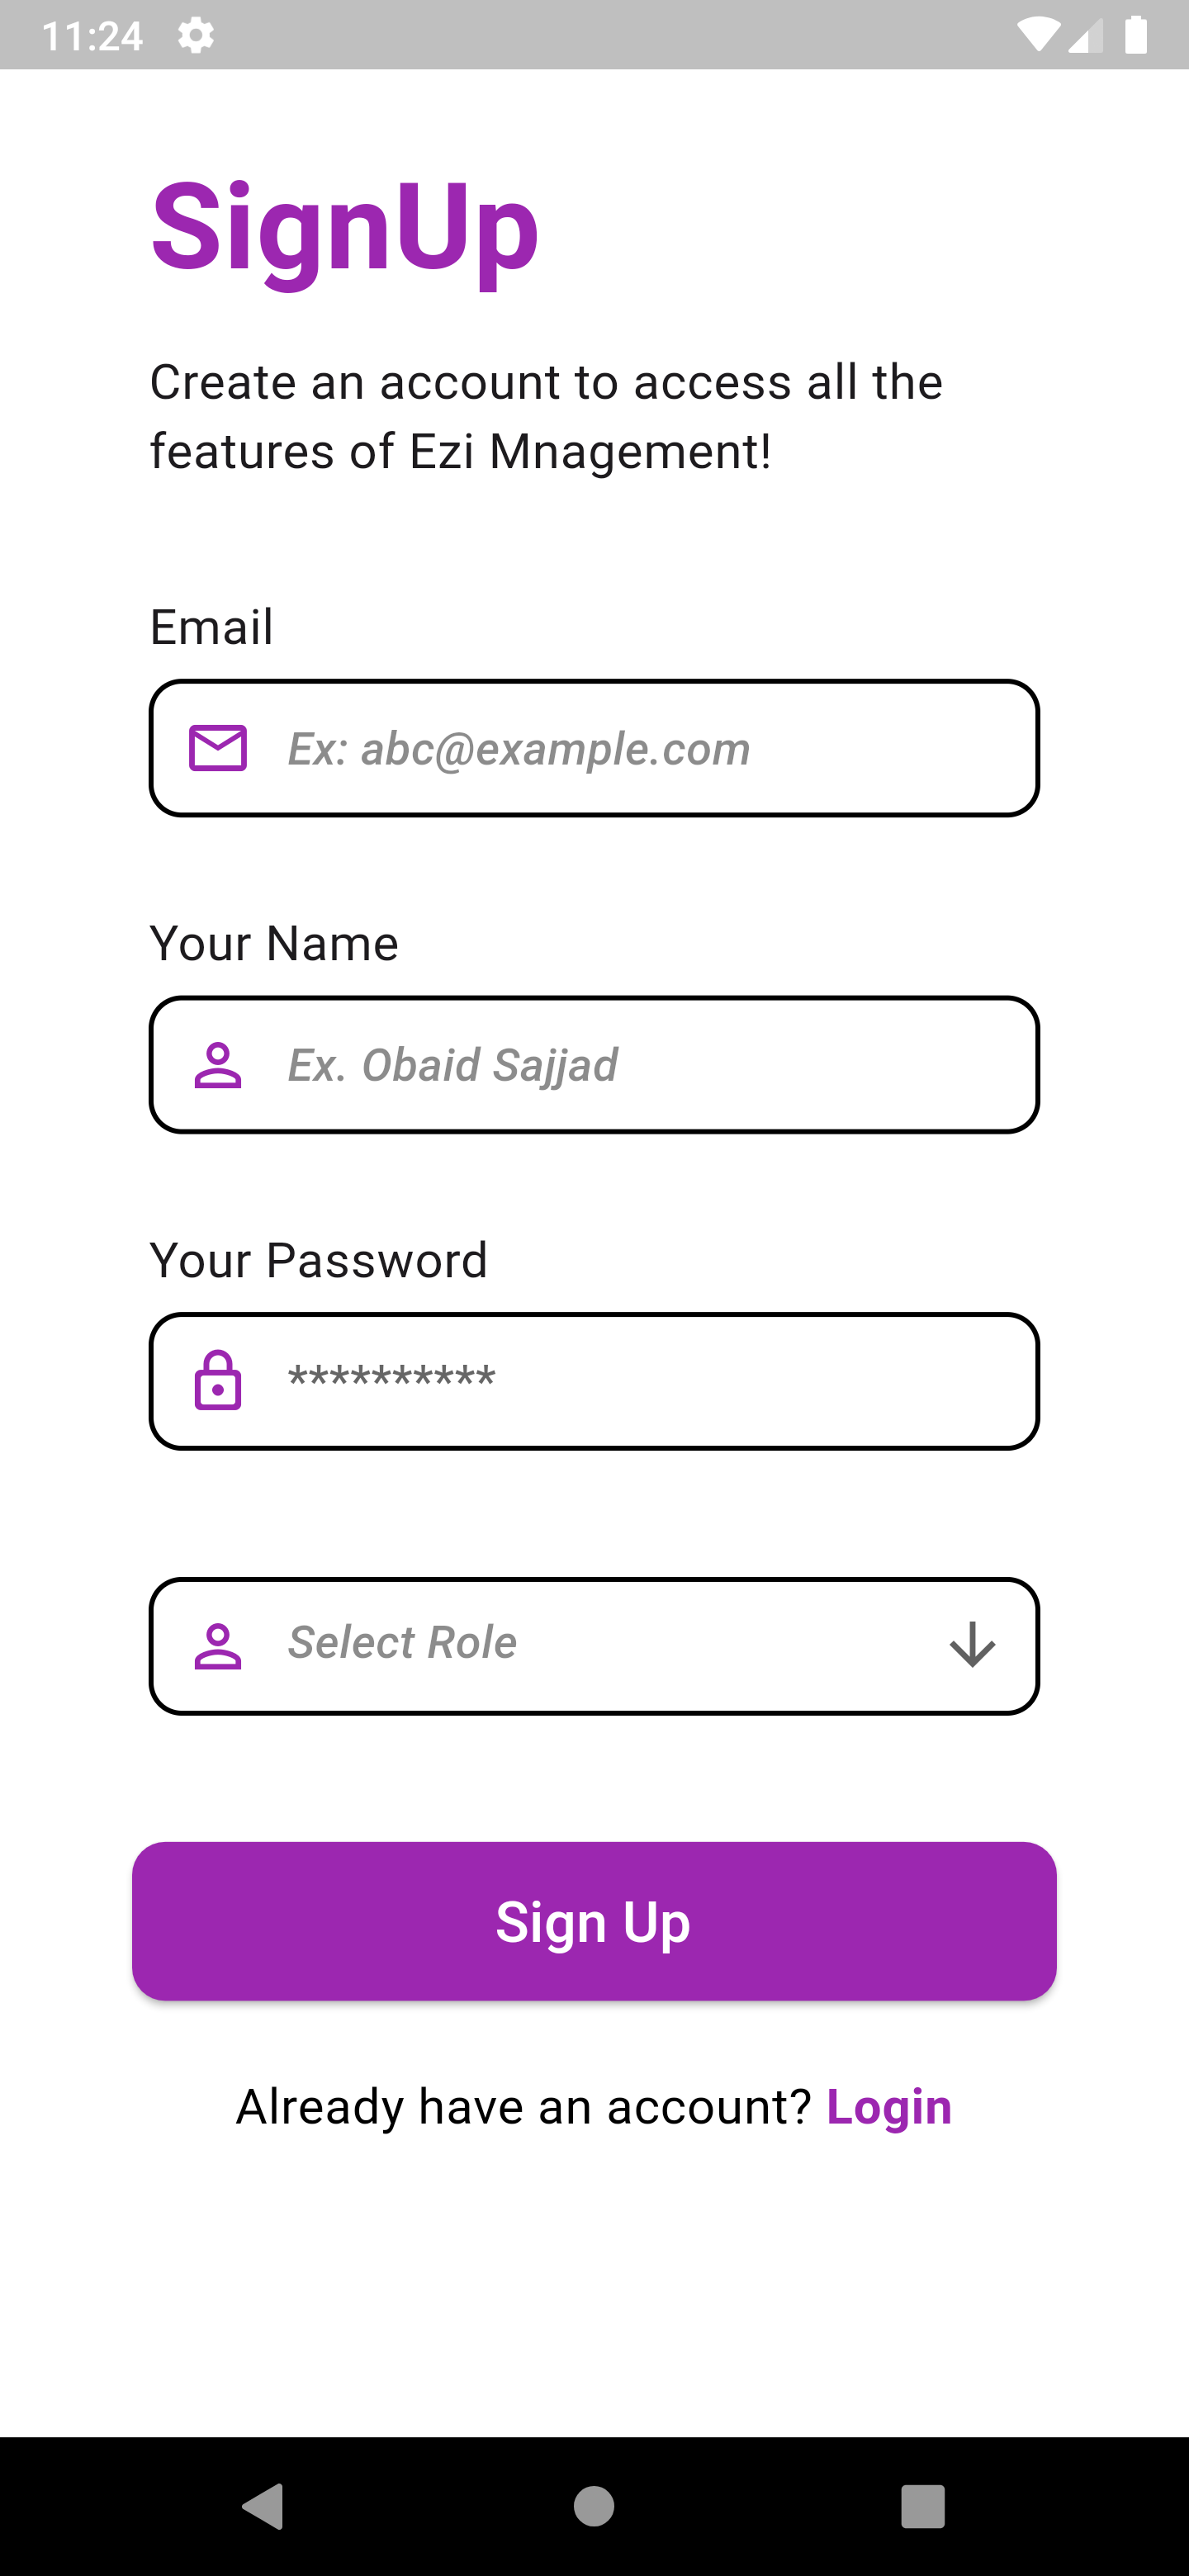 11:24
SignUp
Create an account to access all the
features of Ezi Mnagement!
Email
Ex: abc@example.com
Your Name
Ex. Obaid Sajjad
Your Password
**********
Select Role
Sign Up
Already have an account? Login